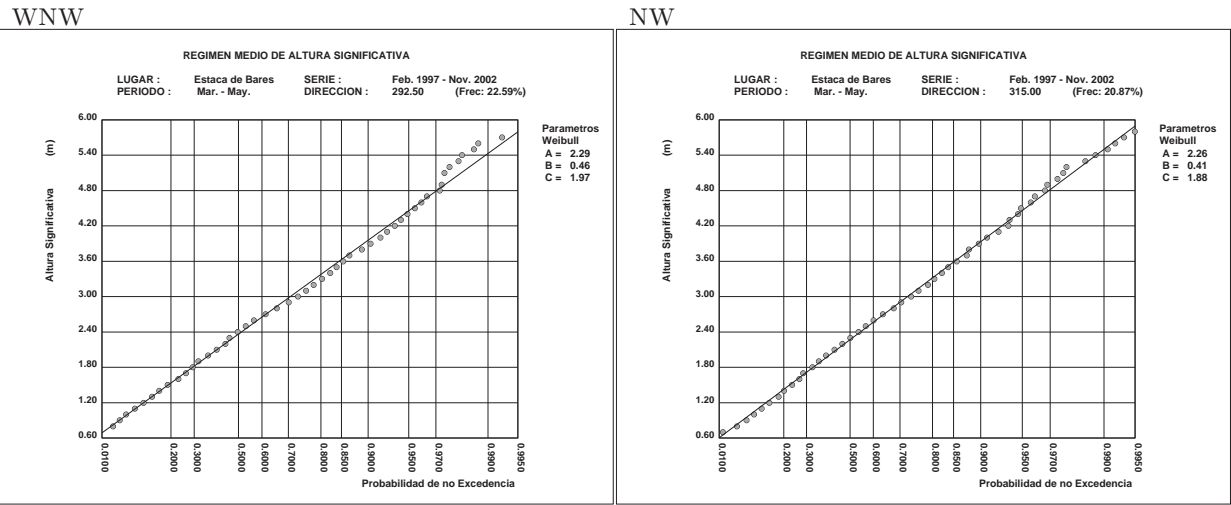 WNW
REGIMEN MEDIO DE ALTURA SIGNIFICATIVA
LUGAR : Estaca de Bares SERIE : Feb. 1997 - Nov. 2002
PERIODO : Mar. - May. DIRECCION : 292.50 (Frec: 22.59%)
Altura Significativa (m)
6.00
5.40
4.80
4.20
3.60
3.00
2.40
1.80
1.20
0.60
0.0100 0.2000 0.3000 0.5000 0.6000 0.7000 0.8000 0.8500 0.9000 0.9500 0.9700 0.9900 0.9950
Probabilidad de no Excedencia
Parametros
Weibull
A = 2.29
B = 0.46
C = 1.97
NW
REGIMEN MEDIO DE ALTURA SIGNIFICATIVA
LUGAR : Estaca de Bares SERIE : Feb. 1997 - Nov. 2002
PERIODO : Mar. - May. DIRECCION : 315.00 (Frec: 20.87%)
Altura Significativa (m)
6.00
5.40
4.80
4.20
3.60
3.00
2.40
1.80
1.20
0.60
0.0100 0.2000 0.3000 0.5000 0.6000 0.7000 0.8000 0.8500 0.9000 0.9500 0.9700 0.9900 0.9950
Probabilidad de no Excedencia
Parametros
Weibull
A = 2.26
B = 0.41
C = 1.88